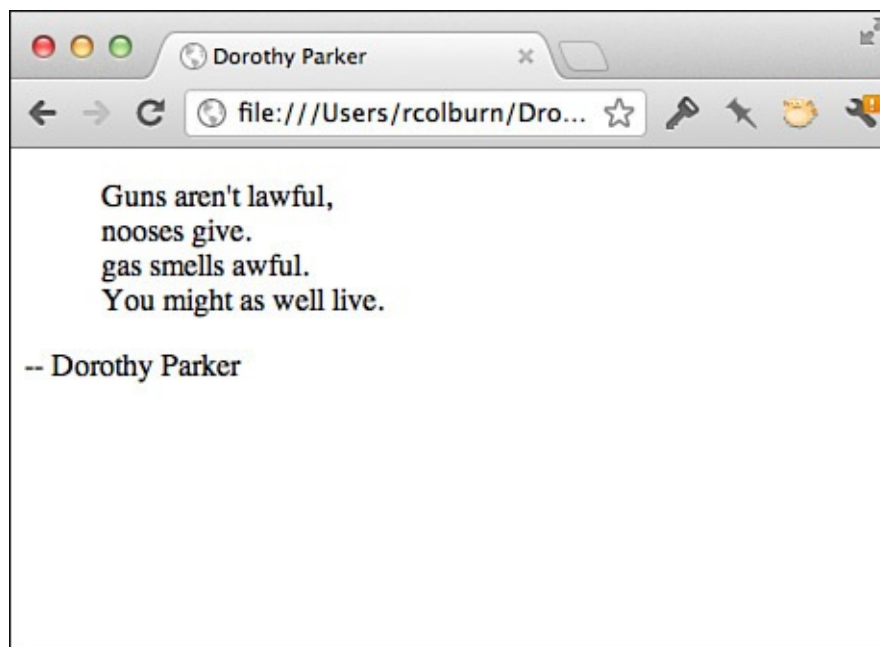 Dorothy Parker
file:///Users/rcolburn/Dro...
Guns aren't lawful,
nooses give.
gas smells awful.
You might as well live.
-- Dorothy Parker